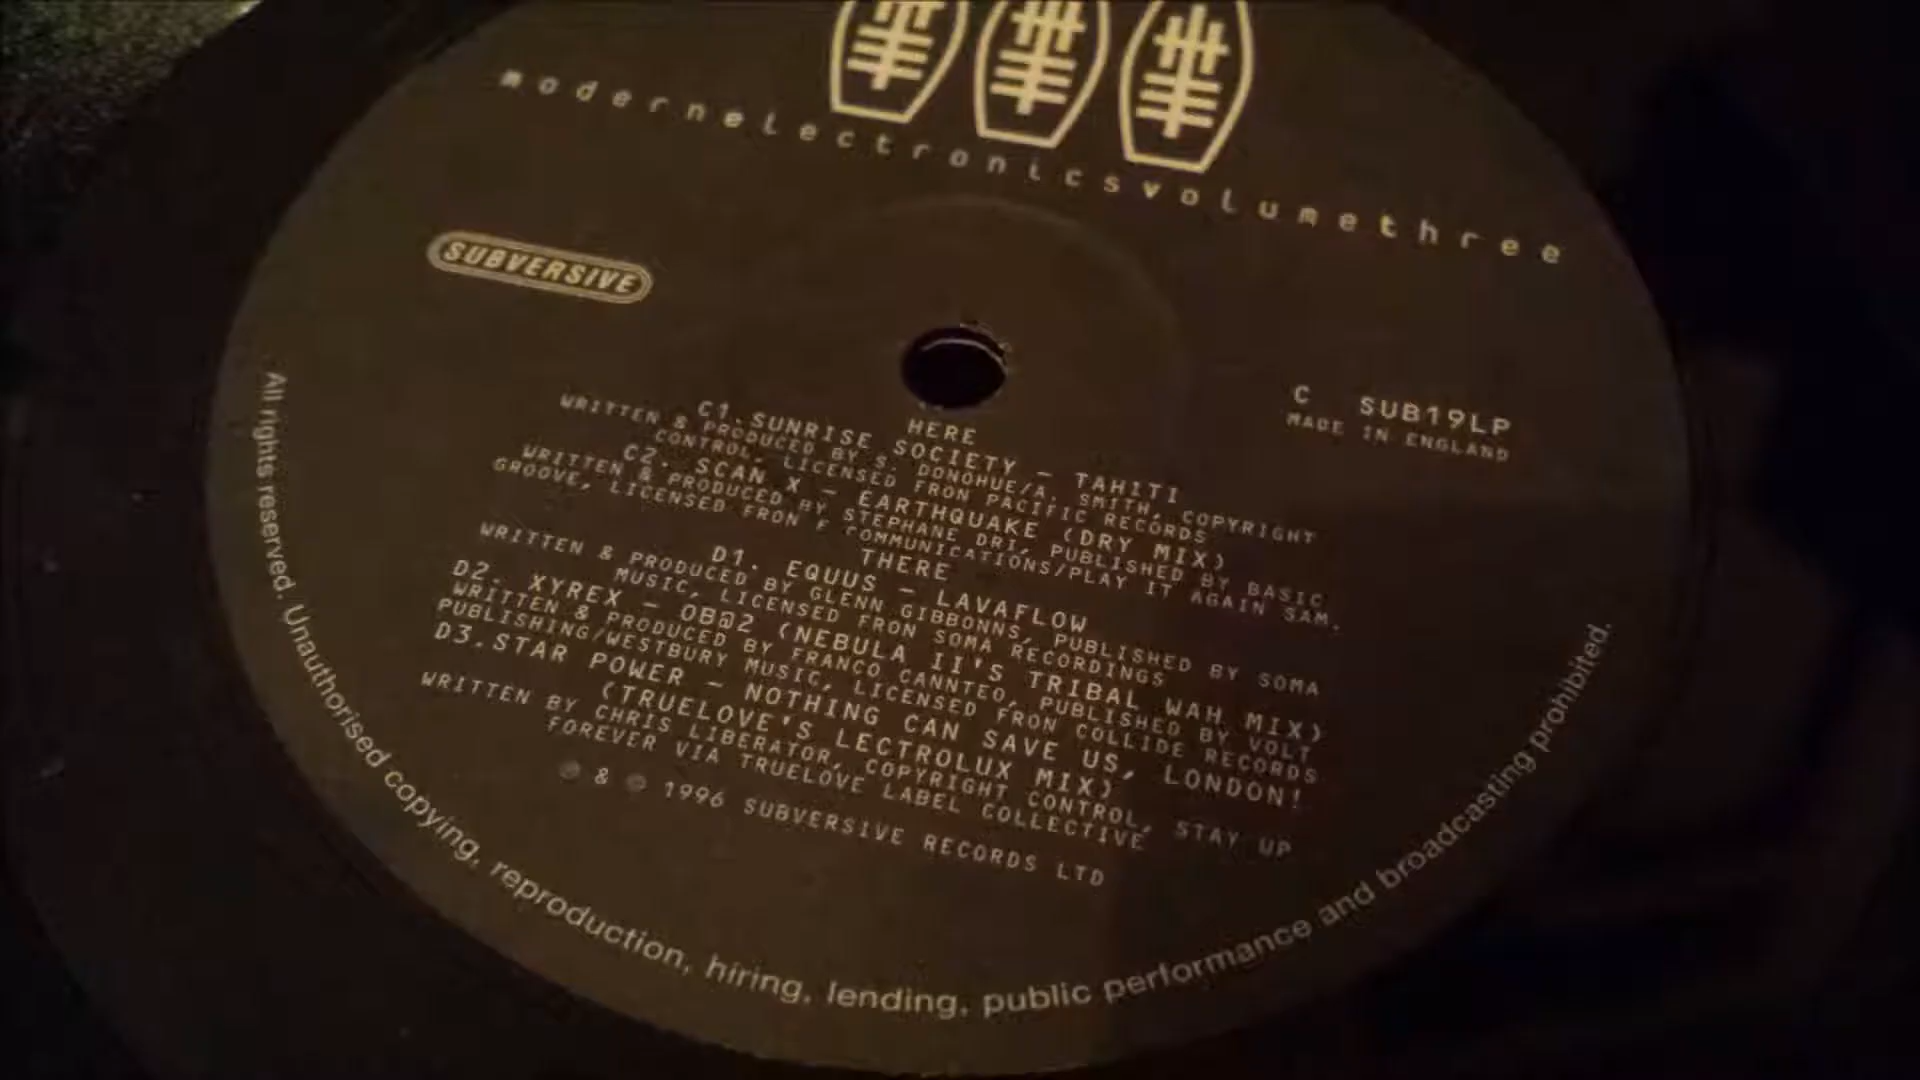 modernelectronicsvolumethree
SUBVERSIVE
C SUB19LP
MADE IN ENGLAND
HERE
C1.SUNRISE SOCIETY – TAHITI
WRITTEN & PRODUCED BY S. DONOHUE/A. SMITH, COPYRIGHT
CONTROL, LICENSED FRON PACIFIC RECORDS
C2. SCAN X – EARTHQUAKE (DRY MIX)
WRITTEN & PRODUCED BY STEPHANE DRI, PUBLISHED BY BASIC
GROOVE, LICENSED FRON F COMMUNICATIONS/PLAY IT AGAIN SAM.
THERE
D1. EQUUS – LAVAFLOW
WRITTEN & PRODUCED BY GLENN GIBBONNS, PUBLISHED BY SOMA
MUSIC, LICENSED FRON SOMA RECORDINGS
D2. XYREX – OB@2 (NEBULA II'S TRIBAL WAH MIX)
WRITTEN & PRODUCED BY FRANCO CANNTEO, PUBLISHED BY VOLT
PUBLISHING/WESTBURY MUSIC, LICENSED FRON COLLIDE RECORDS
D3.STAR POWER – NOTHING CAN SAVE US, LONDON!
(TRUELOVE'S LECTROLUX MIX)
WRITTEN BY CHRIS LIBERATOR, COPYRIGHT CONTROL, STAY UP
FOREVER VIA TRUELOVE LABEL COLLECTIVE
℗ & © 1996 SUBVERSIVE RECORDS LTD
All rights reserved. Unauthorised copying, reproduction, hiring, lending, public performance and broadcasting prohibited.